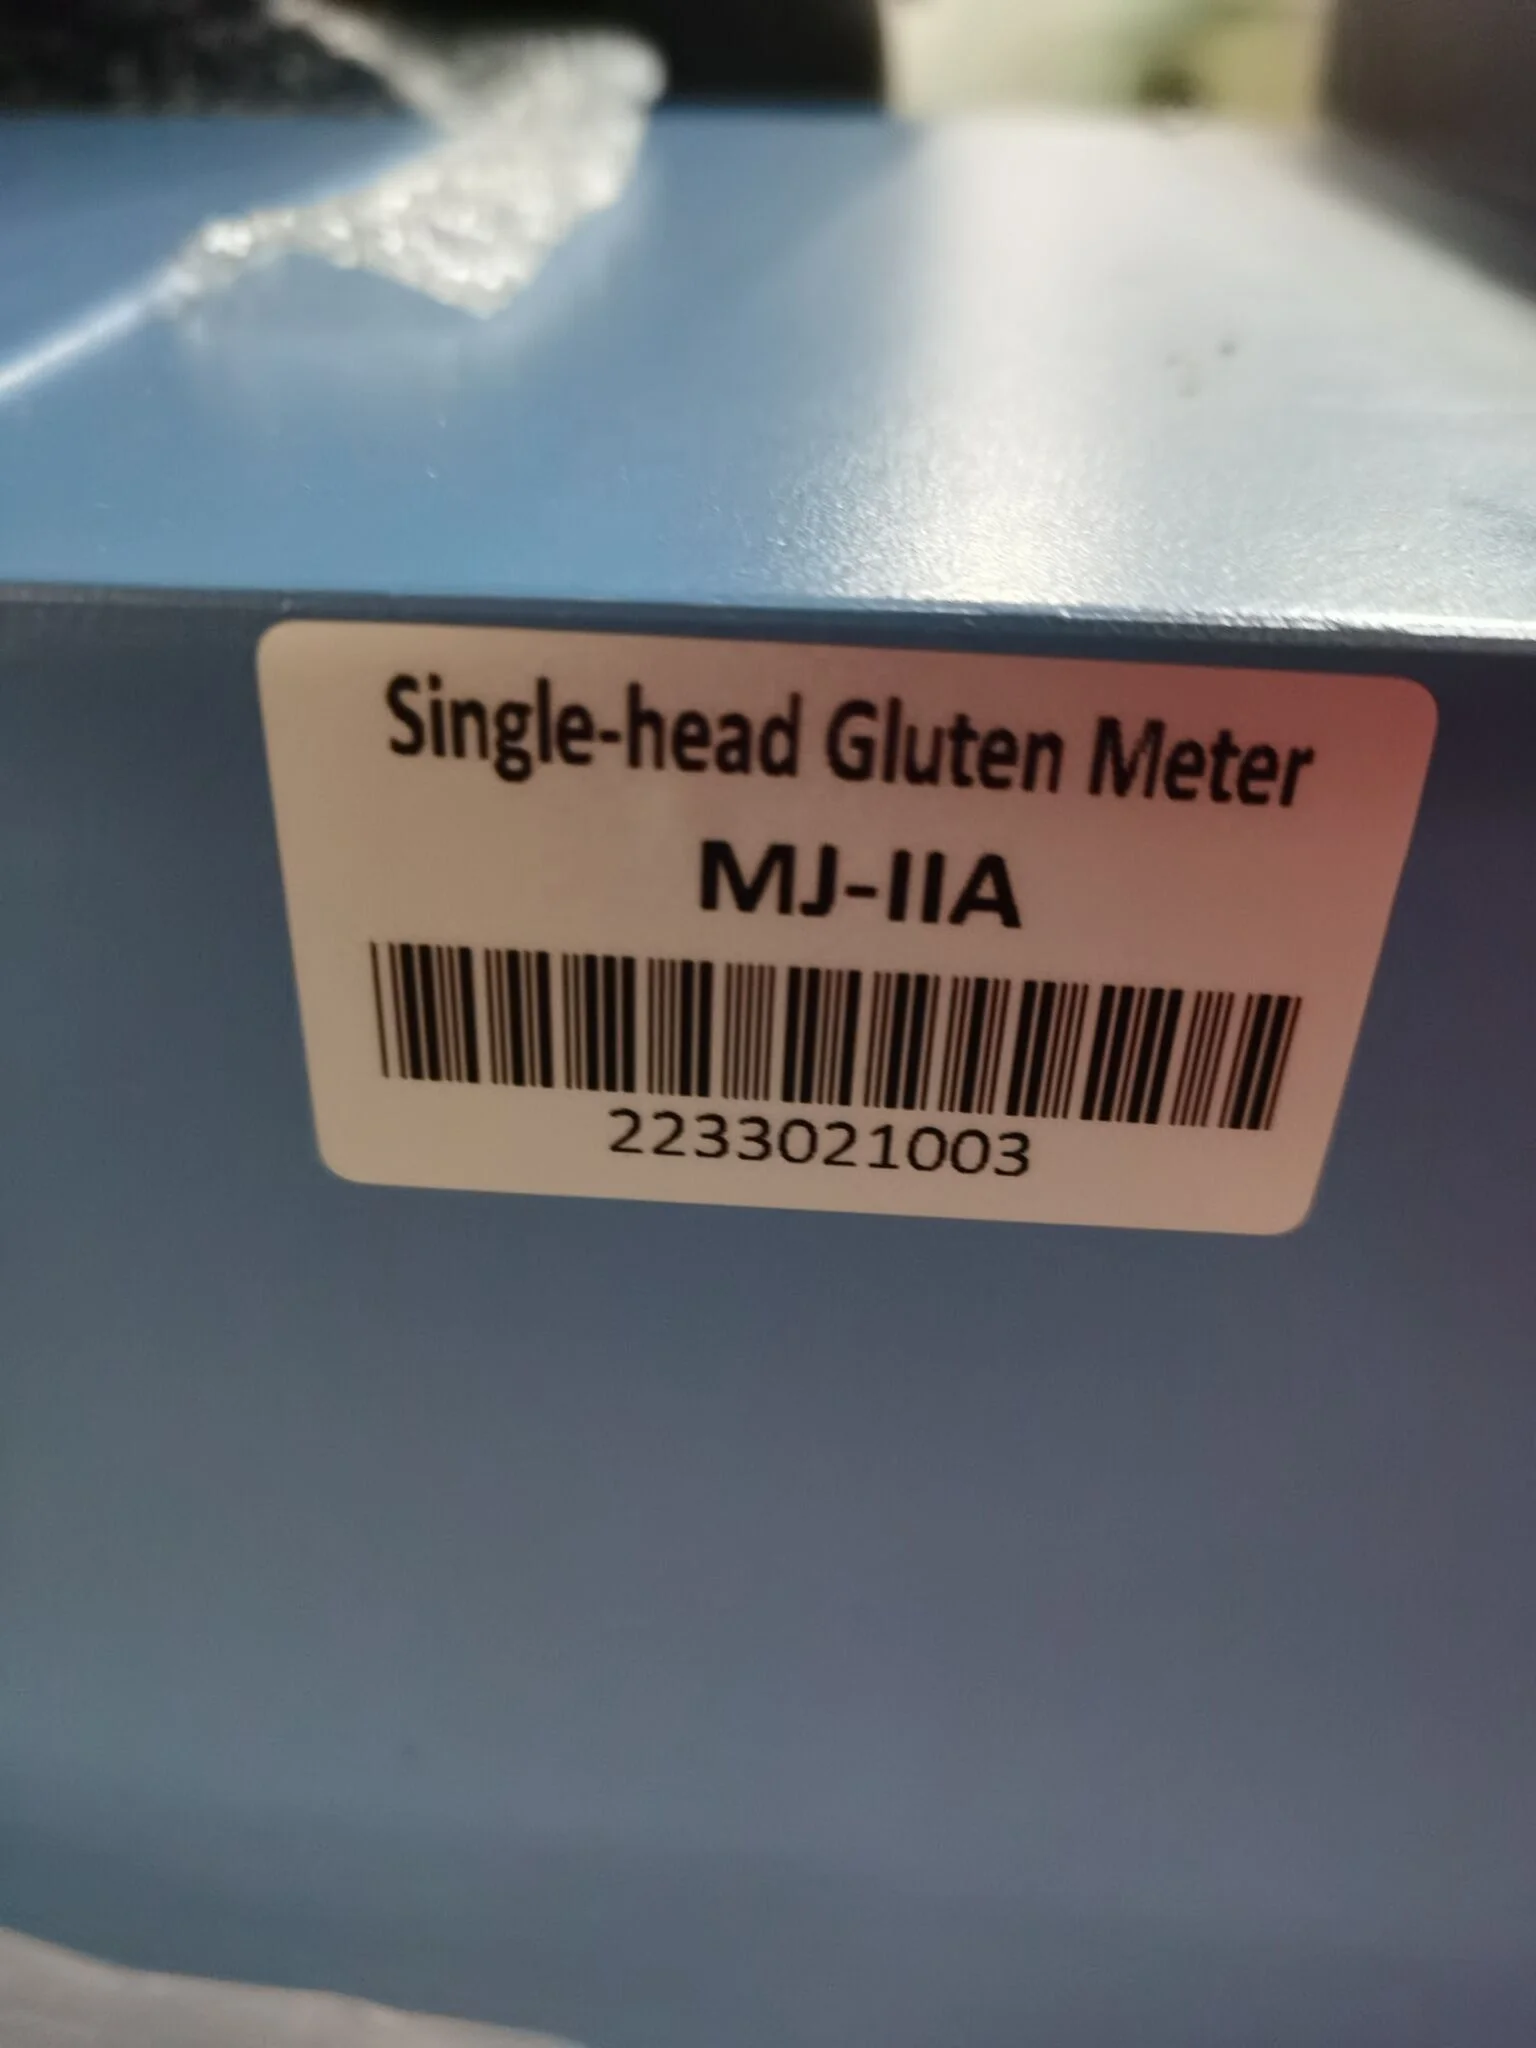 Single-head Gluten Meter
MJ-IIA
2233021003